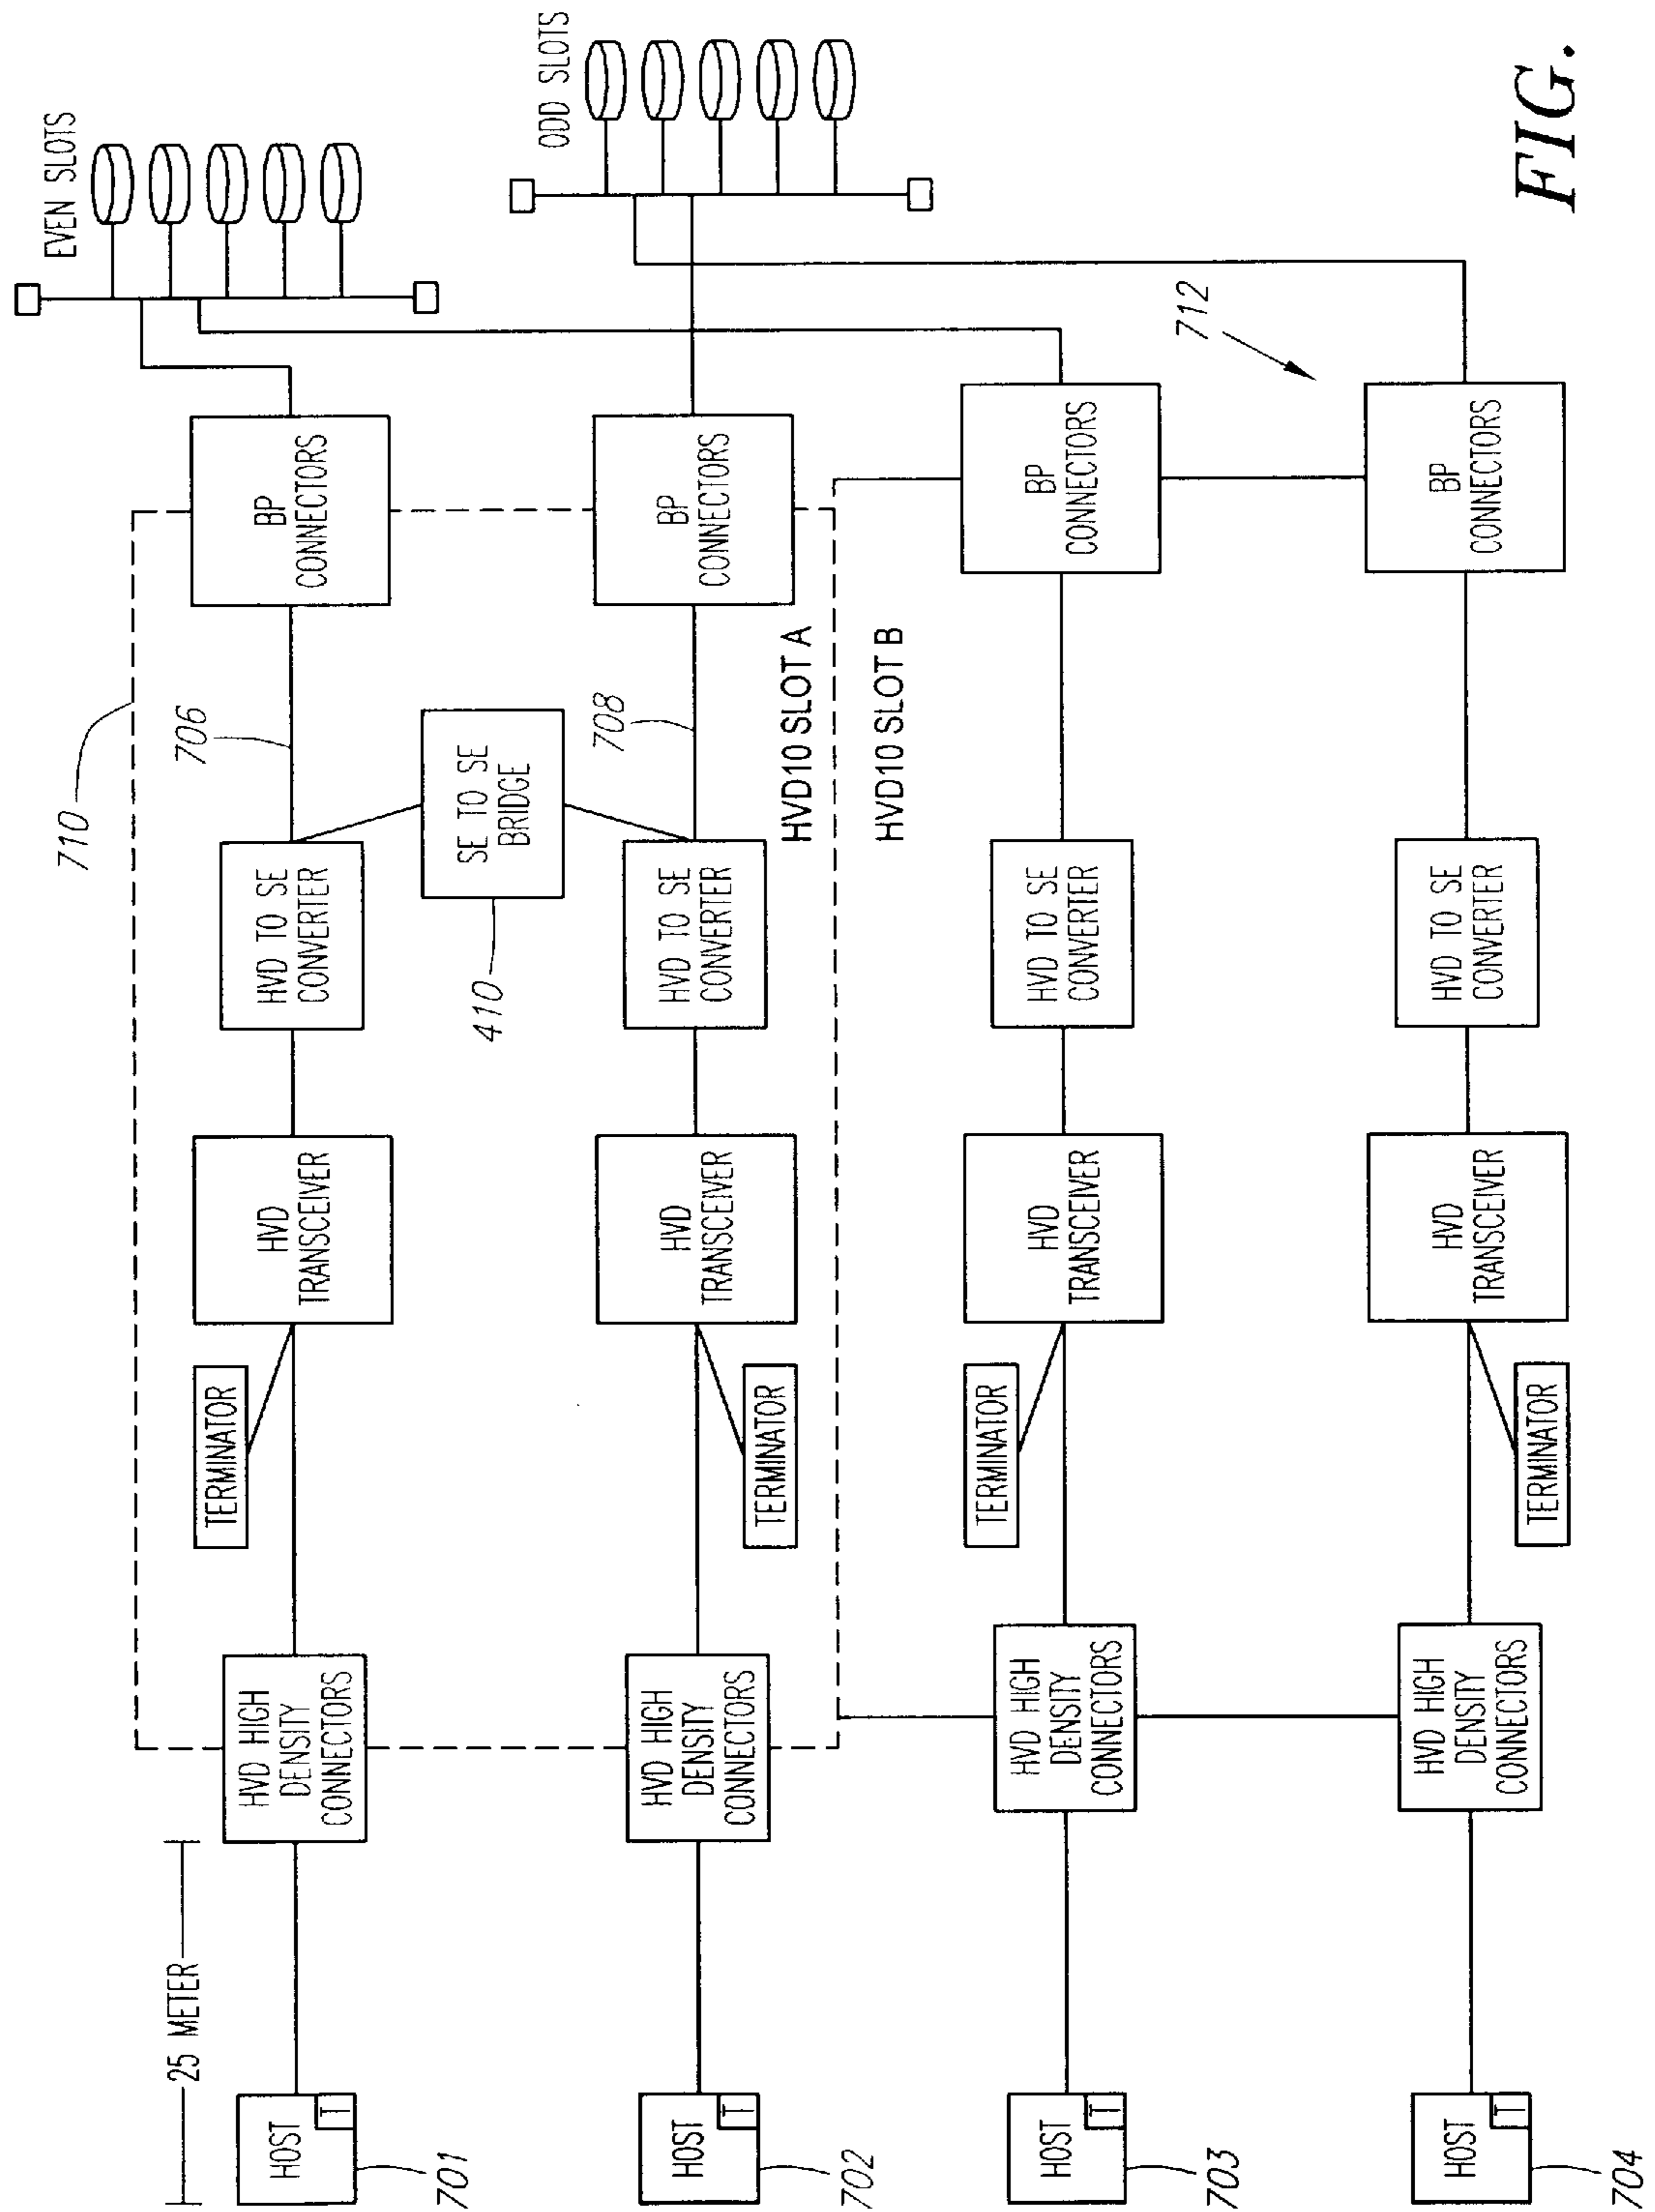 EVEN SLOTS
ODD SLOTS
25 METER
710
706
HOST
T
701
HVD HIGH
DENSITY
CONNECTORS
TERMINATOR
HVD
TRANSCEIVER
HVD TO SE
CONVERTER
BP
CONNECTORS
410
SE TO SE
BRIDGE
708
HOST
T
702
HVD HIGH
DENSITY
CONNECTORS
TERMINATOR
HVD
TRANSCEIVER
HVD TO SE
CONVERTER
BP
CONNECTORS
HVD10 SLOT A
HVD10 SLOT B
HOST
T
703
HVD HIGH
DENSITY
CONNECTORS
TERMINATOR
HVD
TRANSCEIVER
HVD TO SE
CONVERTER
BP
CONNECTORS
712
HOST
T
704
HVD HIGH
DENSITY
CONNECTORS
TERMINATOR
HVD
TRANSCEIVER
HVD TO SE
CONVERTER
BP
CONNECTORS
FIG.